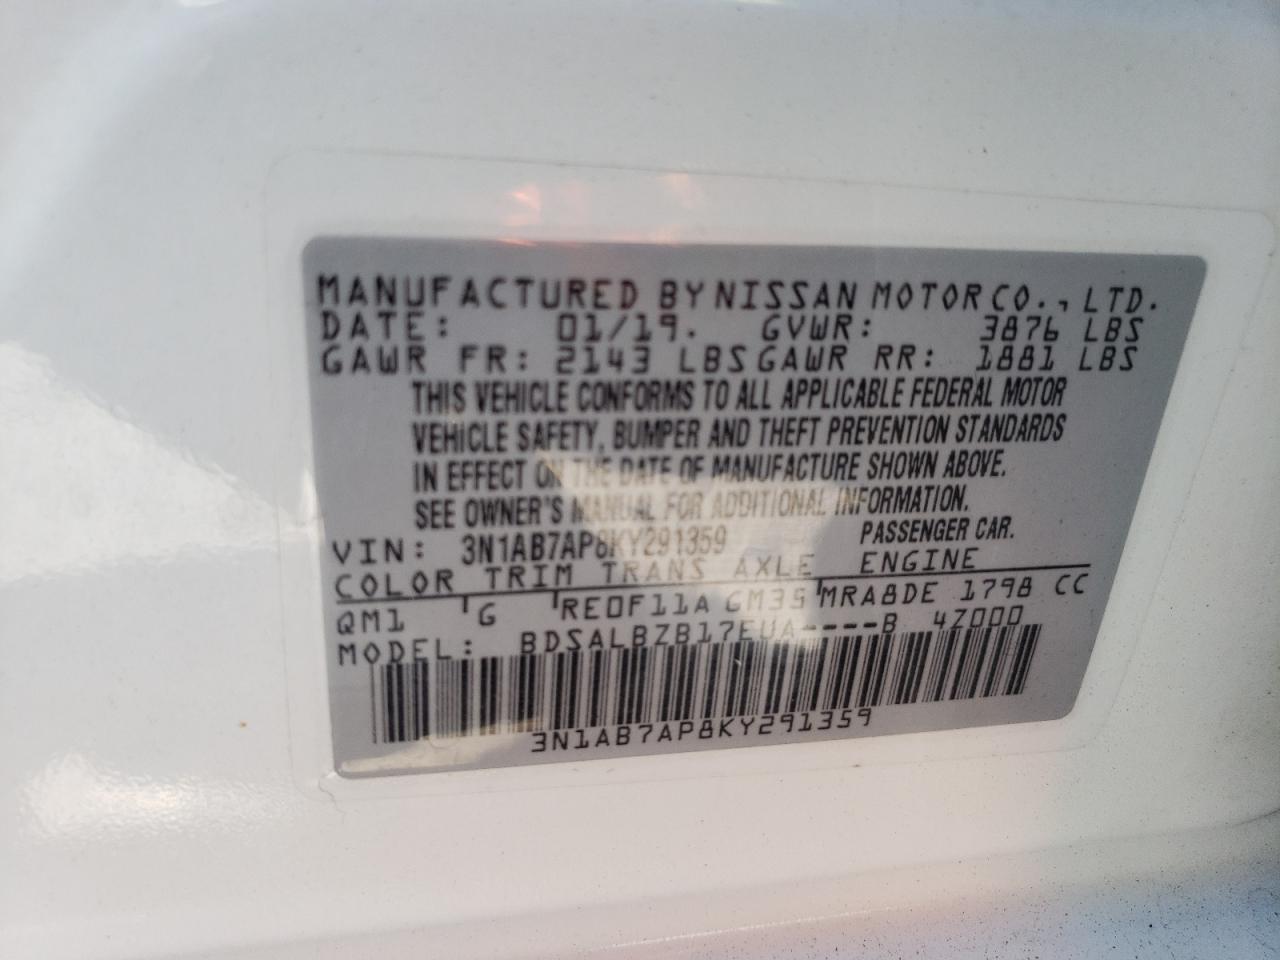 MANUFACTURED BY NISSAN MOTOR CO., LTD.
DATE: 01/19. GVWR: 3876 LBS
GAWR FR: 2143 LBS GAWR RR: 1881 LBS
THIS VEHICLE CONFORMS TO ALL APPLICABLE FEDERAL MOTOR
VEHICLE SAFETY, BUMPER AND THEFT PREVENTION STANDARDS
IN EFFECT ON THE DATE OF MANUFACTURE SHOWN ABOVE.
SEE OWNER'S MANUAL FOR ADDITIONAL INFORMATION.
VIN: 3N1AB7AP8KY291359 PASSENGER CAR.
COLOR TRIM TRANS AXLE ENGINE
QM1 G RE0F11A GM35 MRA8DE 1798 CC
MODEL: BDSALBZB17EUA----B 4Z000
3N1AB7AP8KY291359